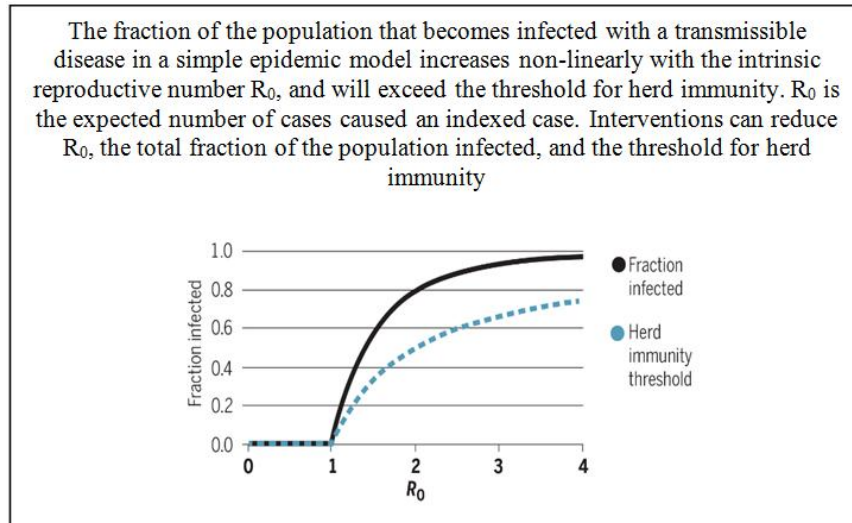 The fraction of the population that becomes infected with a transmissible
disease in a simple epidemic model increases non-linearly with the intrinsic
reproductive number R₀, and will exceed the threshold for herd immunity. R₀ is
the expected number of cases caused an indexed case. Interventions can reduce
R₀, the total fraction of the population infected, and the threshold for herd
immunity
1.0
0.8
0.6
0.4
0.2
0.0
Fraction infected
0 1 2 3 4
R₀
Fraction
infected
Herd
immunity
threshold